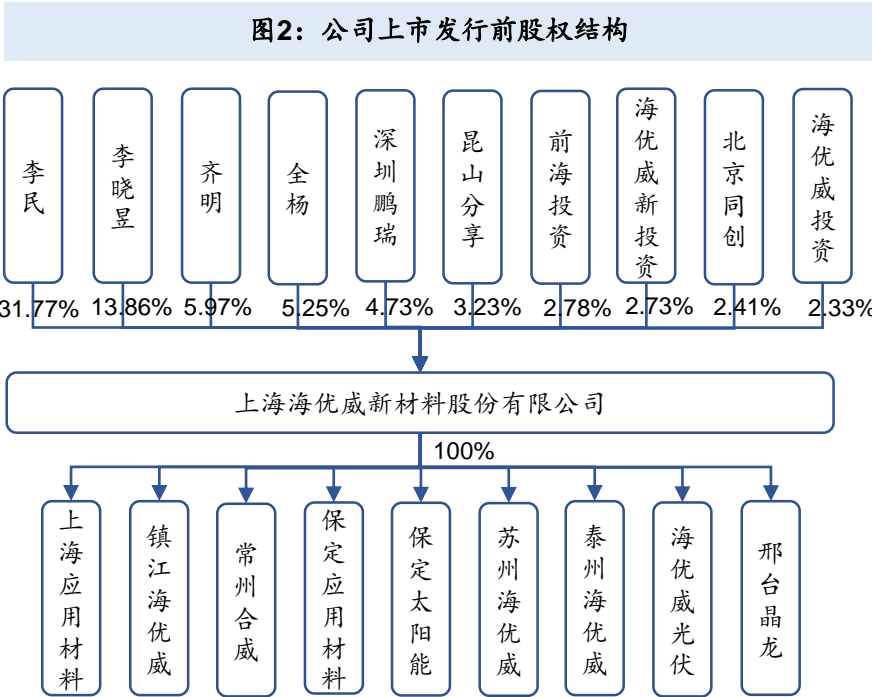 图2：公司上市发行前股权结构
李民
李晓昱
齐明
全杨
深圳鹏瑞
昆山分享
前海投资
海优威新投资
北京同创
海优威投资
31.77%
13.86%
5.97%
5.25%
4.73%
3.23%
2.78%
2.73%
2.41%
2.33%
上海海优威新材料股份有限公司
100%
上海应用材料
镇江海优威
常州合威
保定应用材料
保定太阳能
苏州海优威
泰州海优威
海优威光伏
邢台晶龙